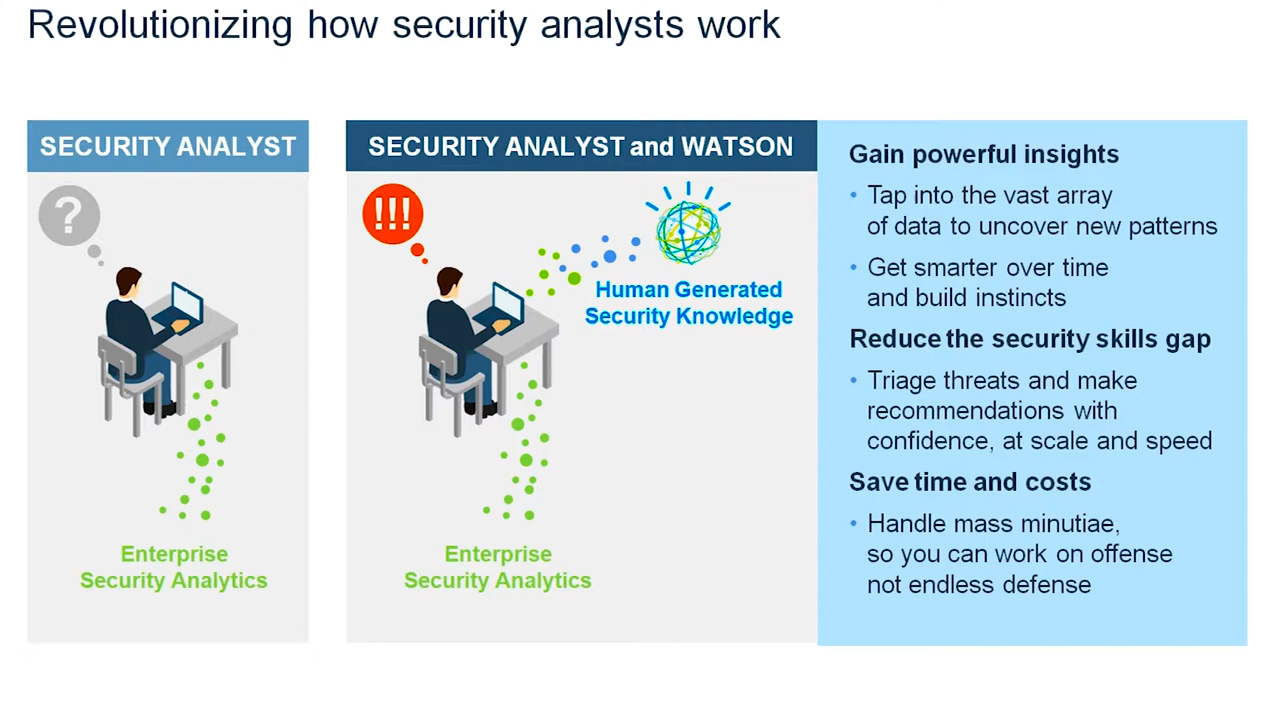 Revolutionizing how security analysts work
SECURITY ANALYST
?
Enterprise
Security Analytics
SECURITY ANALYST and WATSON
!!!
Human Generated
Security Knowledge
Enterprise
Security Analytics
Gain powerful insights
• Tap into the vast array
of data to uncover new patterns
• Get smarter over time
and build instincts
Reduce the security skills gap
• Triage threats and make
recommendations with
confidence, at scale and speed
Save time and costs
• Handle mass minutiae,
so you can work on offense
not endless defense